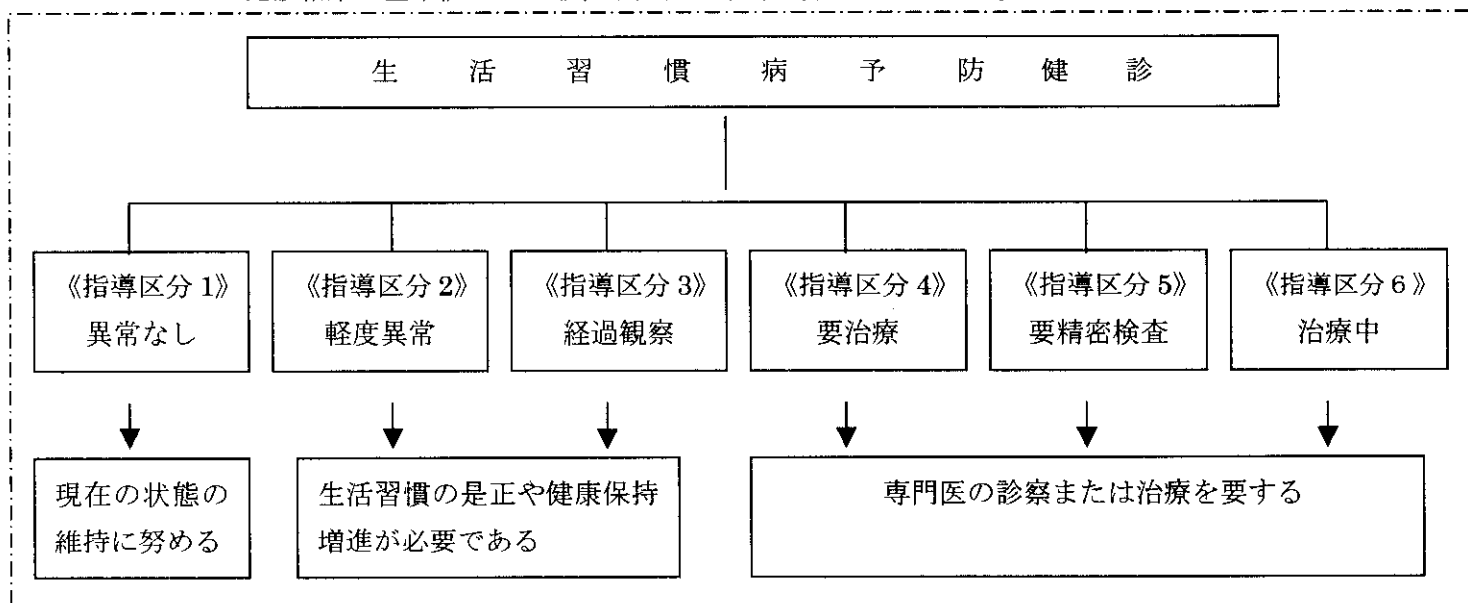 生活習慣病予防健診
《指導区分1》
異常なし
《指導区分2》
軽度異常
《指導区分3》
経過観察
《指導区分4》
要治療
《指導区分5》
要精密検査
《指導区分6》
治療中
現在の状態の
維持に努める
生活習慣の是正や健康保持
増進が必要である
専門医の診察または治療を要する